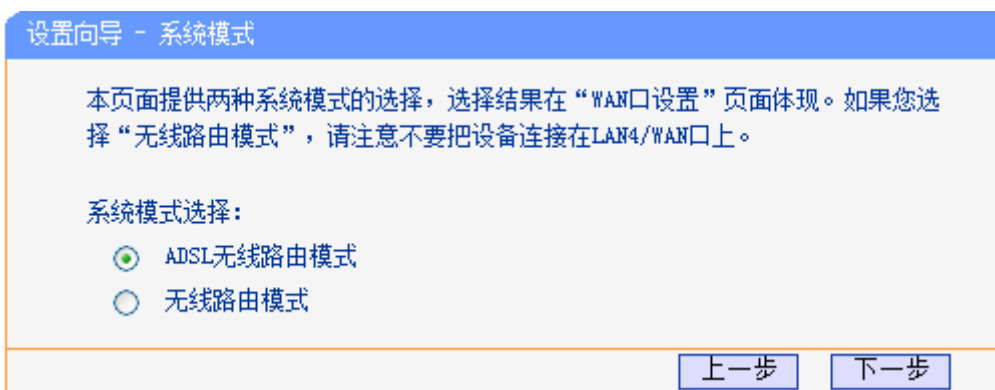 设置向导 - 系统模式
本页面提供两种系统模式的选择，选择结果在“WAN口设置”页面体现。如果您选
择“无线路由模式”，请注意不要把设备连接在LAN4/WAN口上。
系统模式选择：
ADSL无线路由模式
无线路由模式
上一步 下一步